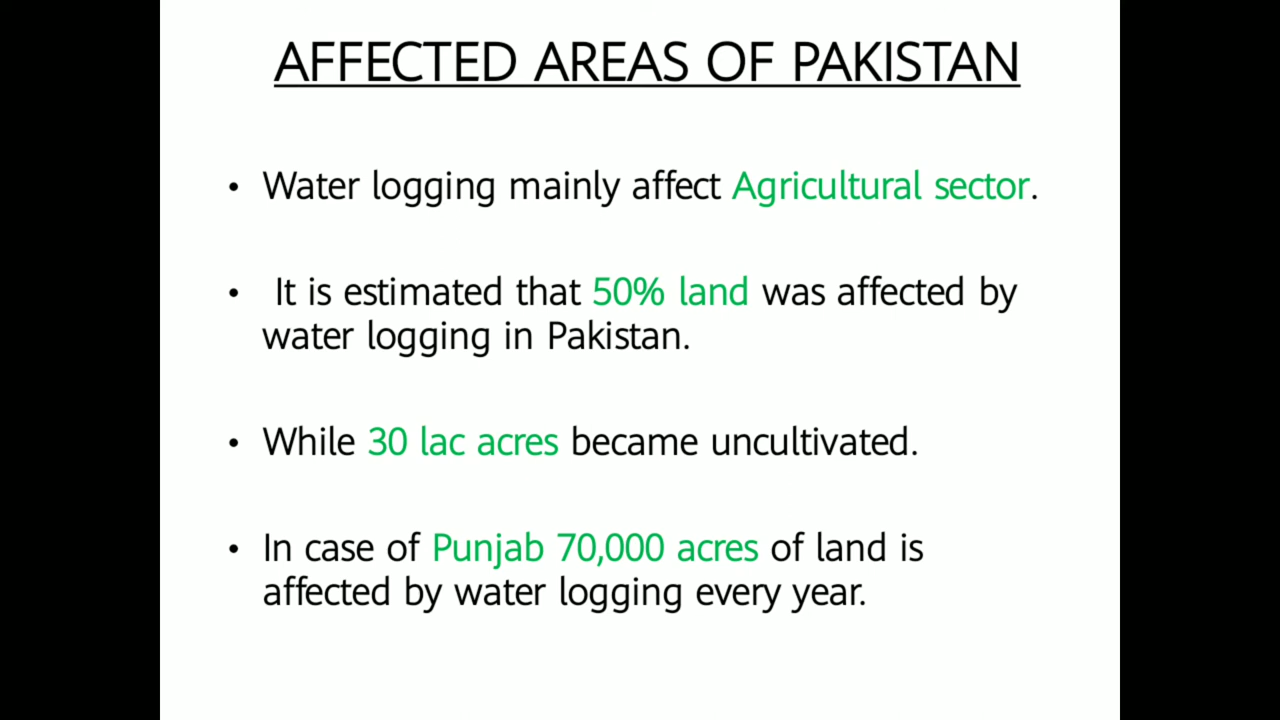 AFFECTED AREAS OF PAKISTAN
• Water logging mainly affect Agricultural sector.
• It is estimated that 50% land was affected by
water logging in Pakistan.
• While 30 lac acres became uncultivated.
• In case of Punjab 70,000 acres of land is
affected by water logging every year.